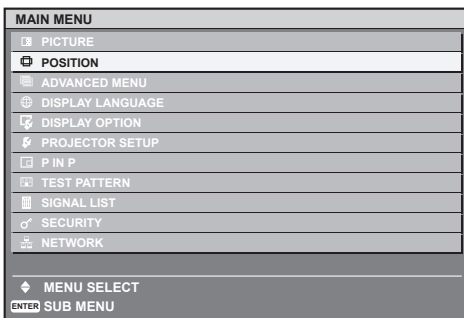 MAIN MENU
PICTURE
POSITION
ADVANCED MENU
DISPLAY LANGUAGE
DISPLAY OPTION
PROJECTOR SETUP
P IN P
TEST PATTERN
SIGNAL LIST
SECURITY
NETWORK
MENU SELECT
ENTER SUB MENU